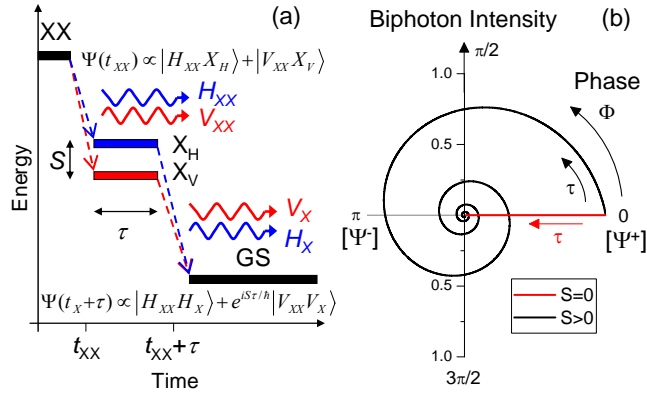 (a)
XX
Ψ(t_XX) ∝ |H_XX X_H⟩ + |V_XX X_V⟩
H_XX
V_XX
X_H
S
X_V
Energy
τ
V_X
H_X
GS
Ψ(t_X+τ) ∝ |H_XX H_X⟩ + e^{iSτ/ħ} |V_XX V_X⟩
t_XX
t_XX+τ
Time
Biphoton Intensity
(b)
π/2
1.0
Phase
Φ
0.5
τ
π
0
[Ψ⁻]
τ
[Ψ⁺]
0.5
S=0
S>0
1.0
3π/2